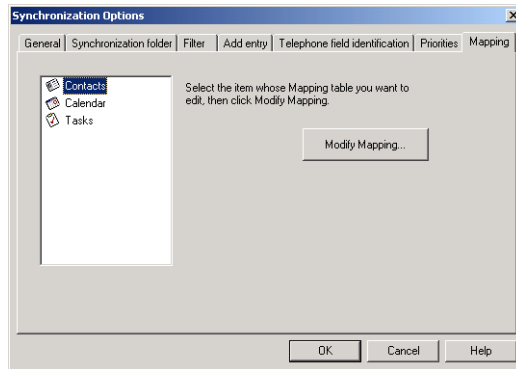 Synchronization Options
General Synchronization folder Filter Add entry Telephone field identification Priorities Mapping
Contacts
Calendar
Tasks
Select the item whose Mapping table you want to
edit, then click Modify Mapping.
Modify Mapping...
OK Cancel Help